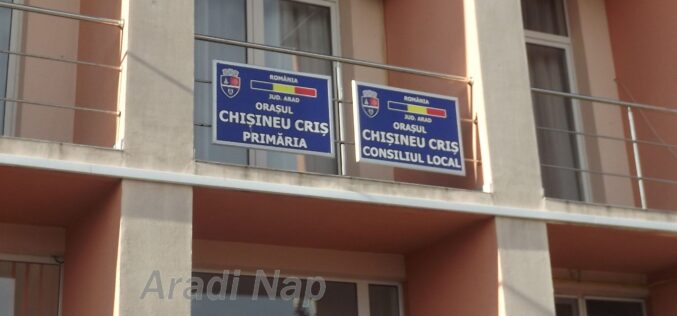 ROMÂNIA
JUD. ARAD
ORAȘUL
CHIȘINEU CRIȘ
PRIMĂRIA
ROMÂNIA
JUD. ARAD
ORAȘUL
CHIȘINEU CRIȘ
CONSILIUL LOCAL
Aradi Nap